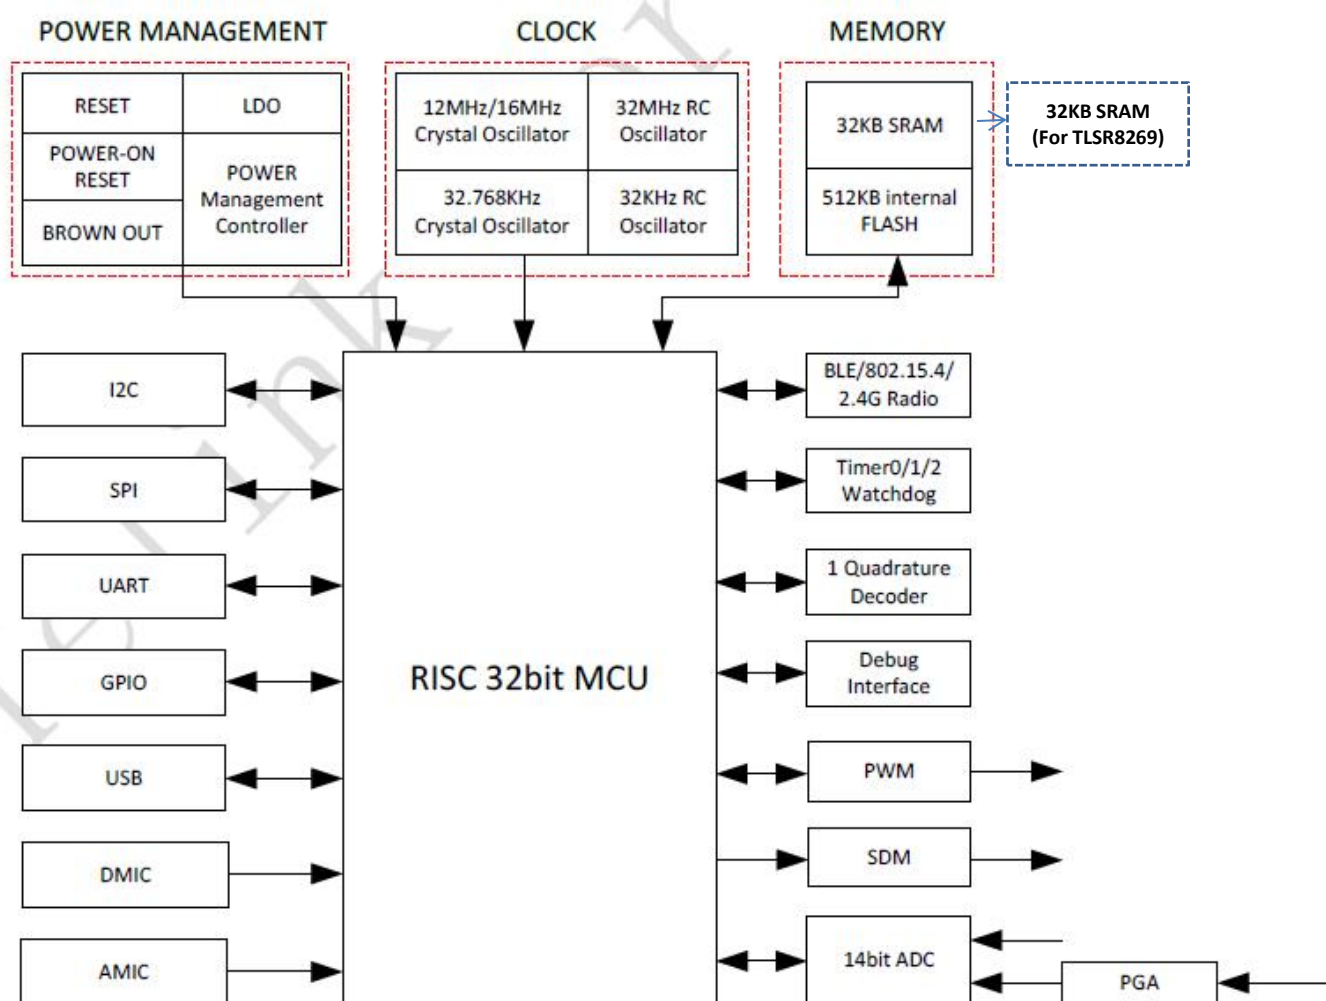 POWER MANAGEMENT
CLOCK
MEMORY
RESET
LDO
POWER-ON
RESET
POWER
Management
Controller
BROWN OUT
12MHz/16MHz
Crystal Oscillator
32MHz RC
Oscillator
32.768KHz
Crystal Oscillator
32KHz RC
Oscillator
32KB SRAM
512KB internal
FLASH
32KB SRAM
(For TLSR8269)
I2C
SPI
UART
GPIO
USB
DMIC
AMIC
RISC 32bit MCU
BLE/802.15.4/
2.4G Radio
Timer0/1/2
Watchdog
1 Quadrature
Decoder
Debug
Interface
PWM
SDM
14bit ADC
PGA